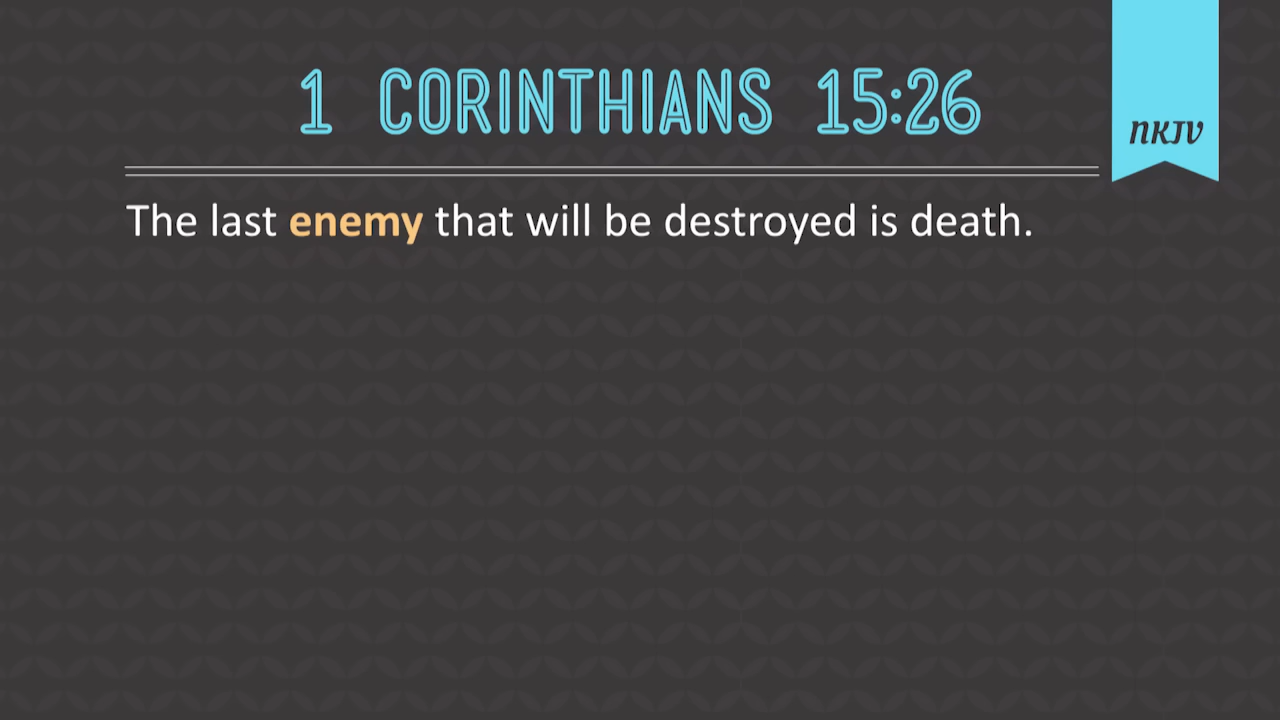 1 CORINTHIANS 15:26
NKJV
The last enemy that will be destroyed is death.